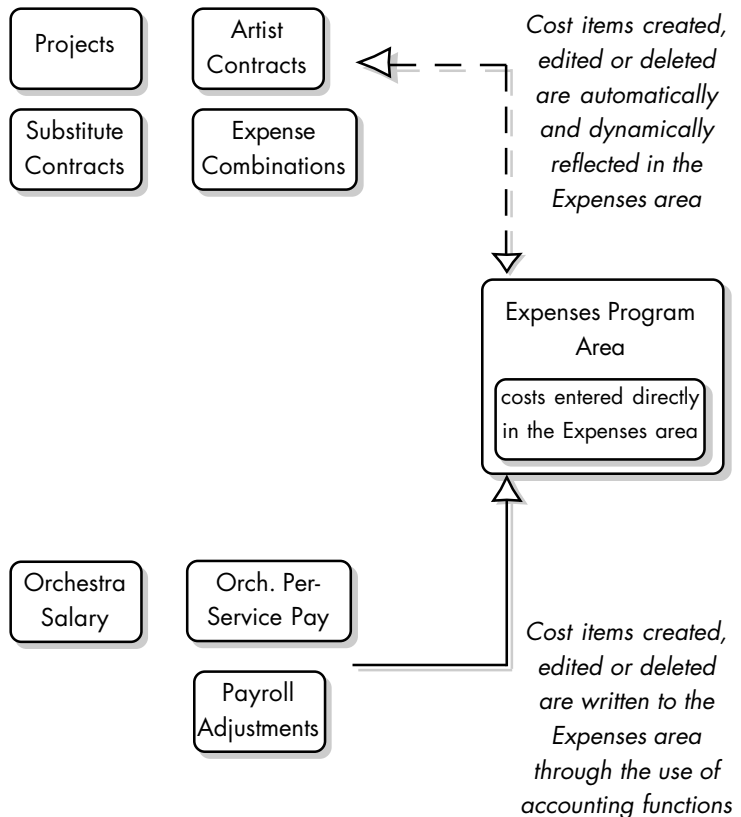 Projects
Artist
Contracts
Substitute
Contracts
Expense
Combinations
Cost items created,
edited or deleted
are automatically
and dynamically
reflected in the
Expenses area
Expenses Program
Area
costs entered directly
in the Expenses area
Orchestra
Salary
Orch. Per-
Service Pay
Payroll
Adjustments
Cost items created,
edited or deleted
are written to the
Expenses area
through the use of
accounting functions